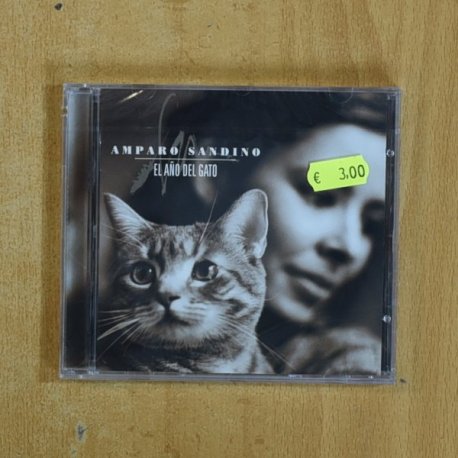 AMPARO SANDINO
EL AÑO DEL GATO
€ 3.00